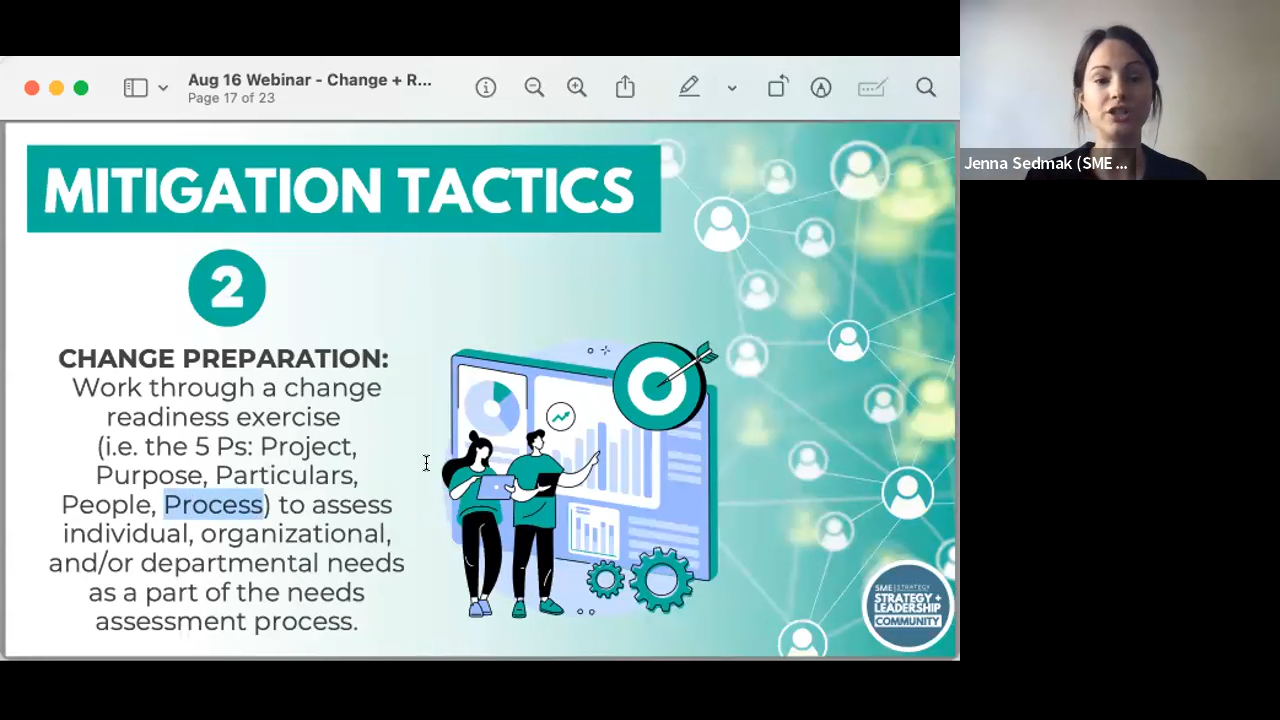 Aug 16 Webinar - Change + R...
Page 17 of 23
Jenna Sedmak (SME ...
MITIGATION TACTICS
2
CHANGE PREPARATION:
Work through a change
readiness exercise
(i.e. the 5 Ps: Project,
Purpose, Particulars,
People, Process) to assess
individual, organizational,
and/or departmental needs
as a part of the needs
assessment process.
SME | STRATEGY
STRATEGY +
LEADERSHIP
COMMUNITY